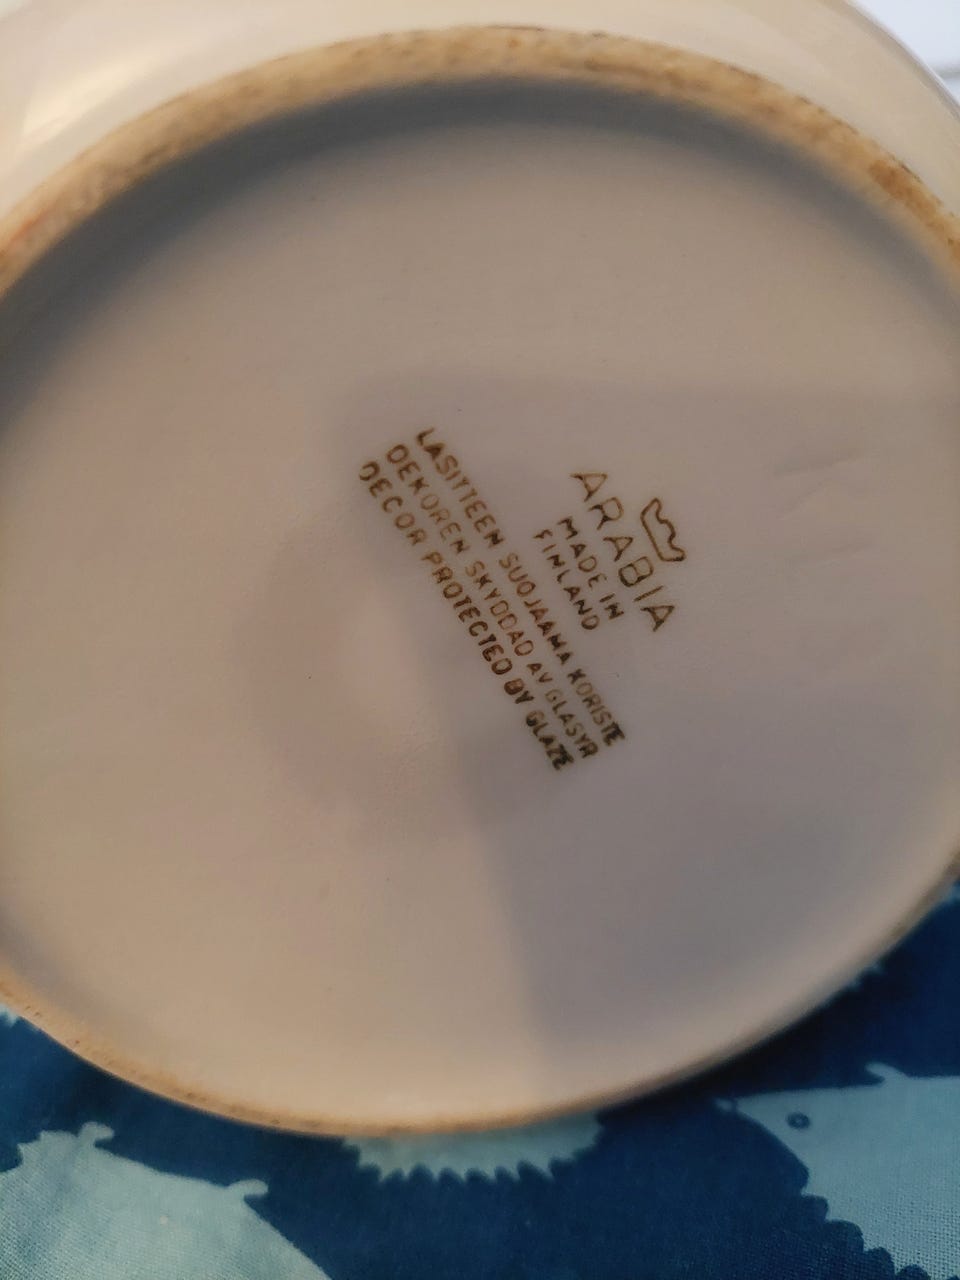 ARABIA
MADE IN
FINLAND
LASITTEEN SUOJAAMA KORISTE
DEKOREN SKYDDAD AV GLASYR
DECOR PROTECTED BY GLAZE